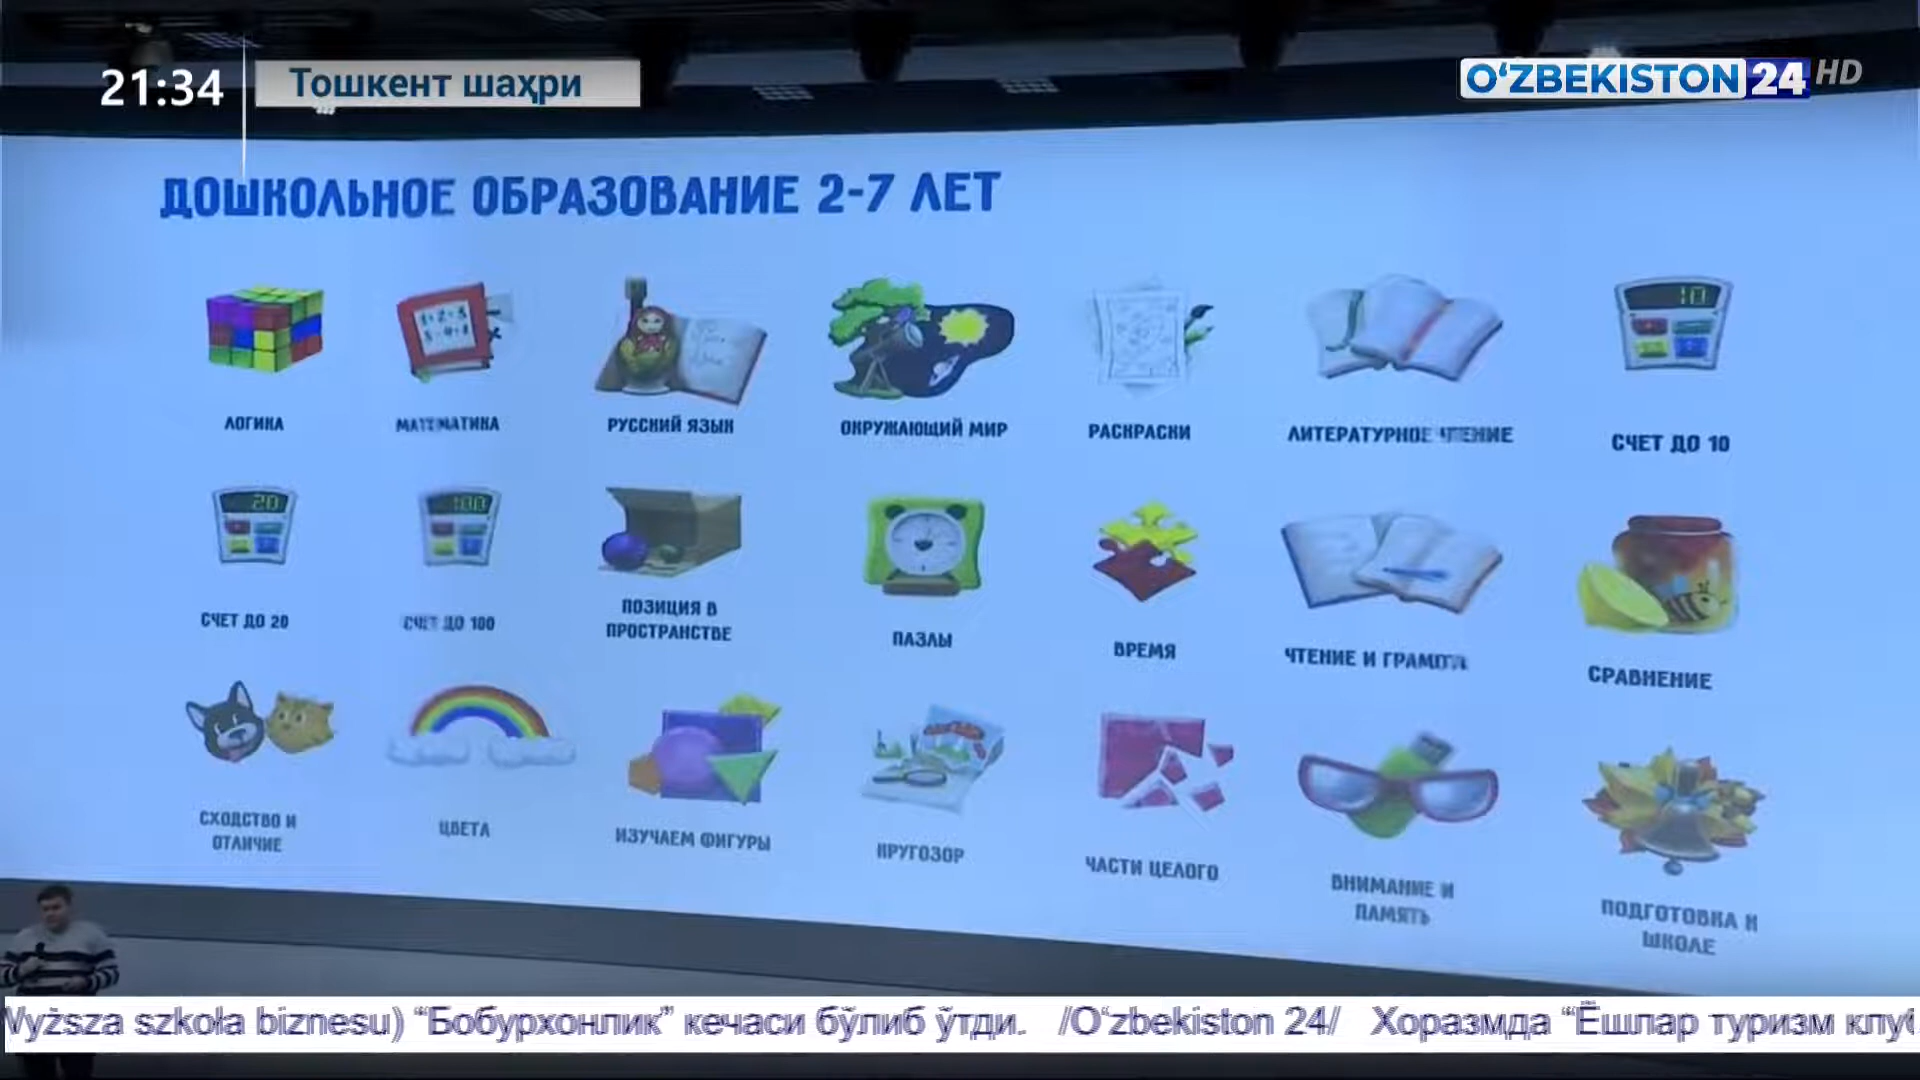 21:34
Тошкент шаҳри
O‘ZBEKISTON 24 HD
ДОШКОЛЬНОЕ ОБРАЗОВАНИЕ 2-7 ЛЕТ
ЛОГИКА
МАТЕМАТИКА
РУССКИЙ ЯЗЫК
ОКРУЖАЮЩИЙ МИР
РАСКРАСКИ
ЛИТЕРАТУРНОЕ ЧТЕНИЕ
10
СЧЕТ ДО 10
20
СЧЕТ ДО 20
100
СЧЕТ ДО 100
ПОЗИЦИЯ В
ПРОСТРАНСТВЕ
ПАЗЛЫ
ВРЕМЯ
ЧТЕНИЕ И ГРАМОТА
СРАВНЕНИЕ
СХОДСТВО И
ОТЛИЧИЕ
ЦВЕТА
ИЗУЧАЕМ ФИГУРЫ
КРУГОЗОР
ЧАСТИ ЦЕЛОГО
ВНИМАНИЕ И
ПАМЯТЬ
ПОДГОТОВКА К
ШКОЛЕ
Wyższa szkoła biznesu) “Бобурхонлик” кечаси бўлиб ўтди. /O‘zbekiston 24/ Хоразмда “Ёшлар туризм клуб